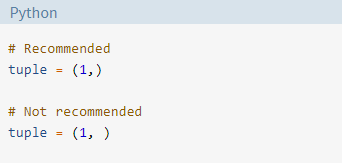 Python
# Recommended
tuple = (1,)
# Not recommended
tuple = (1, )